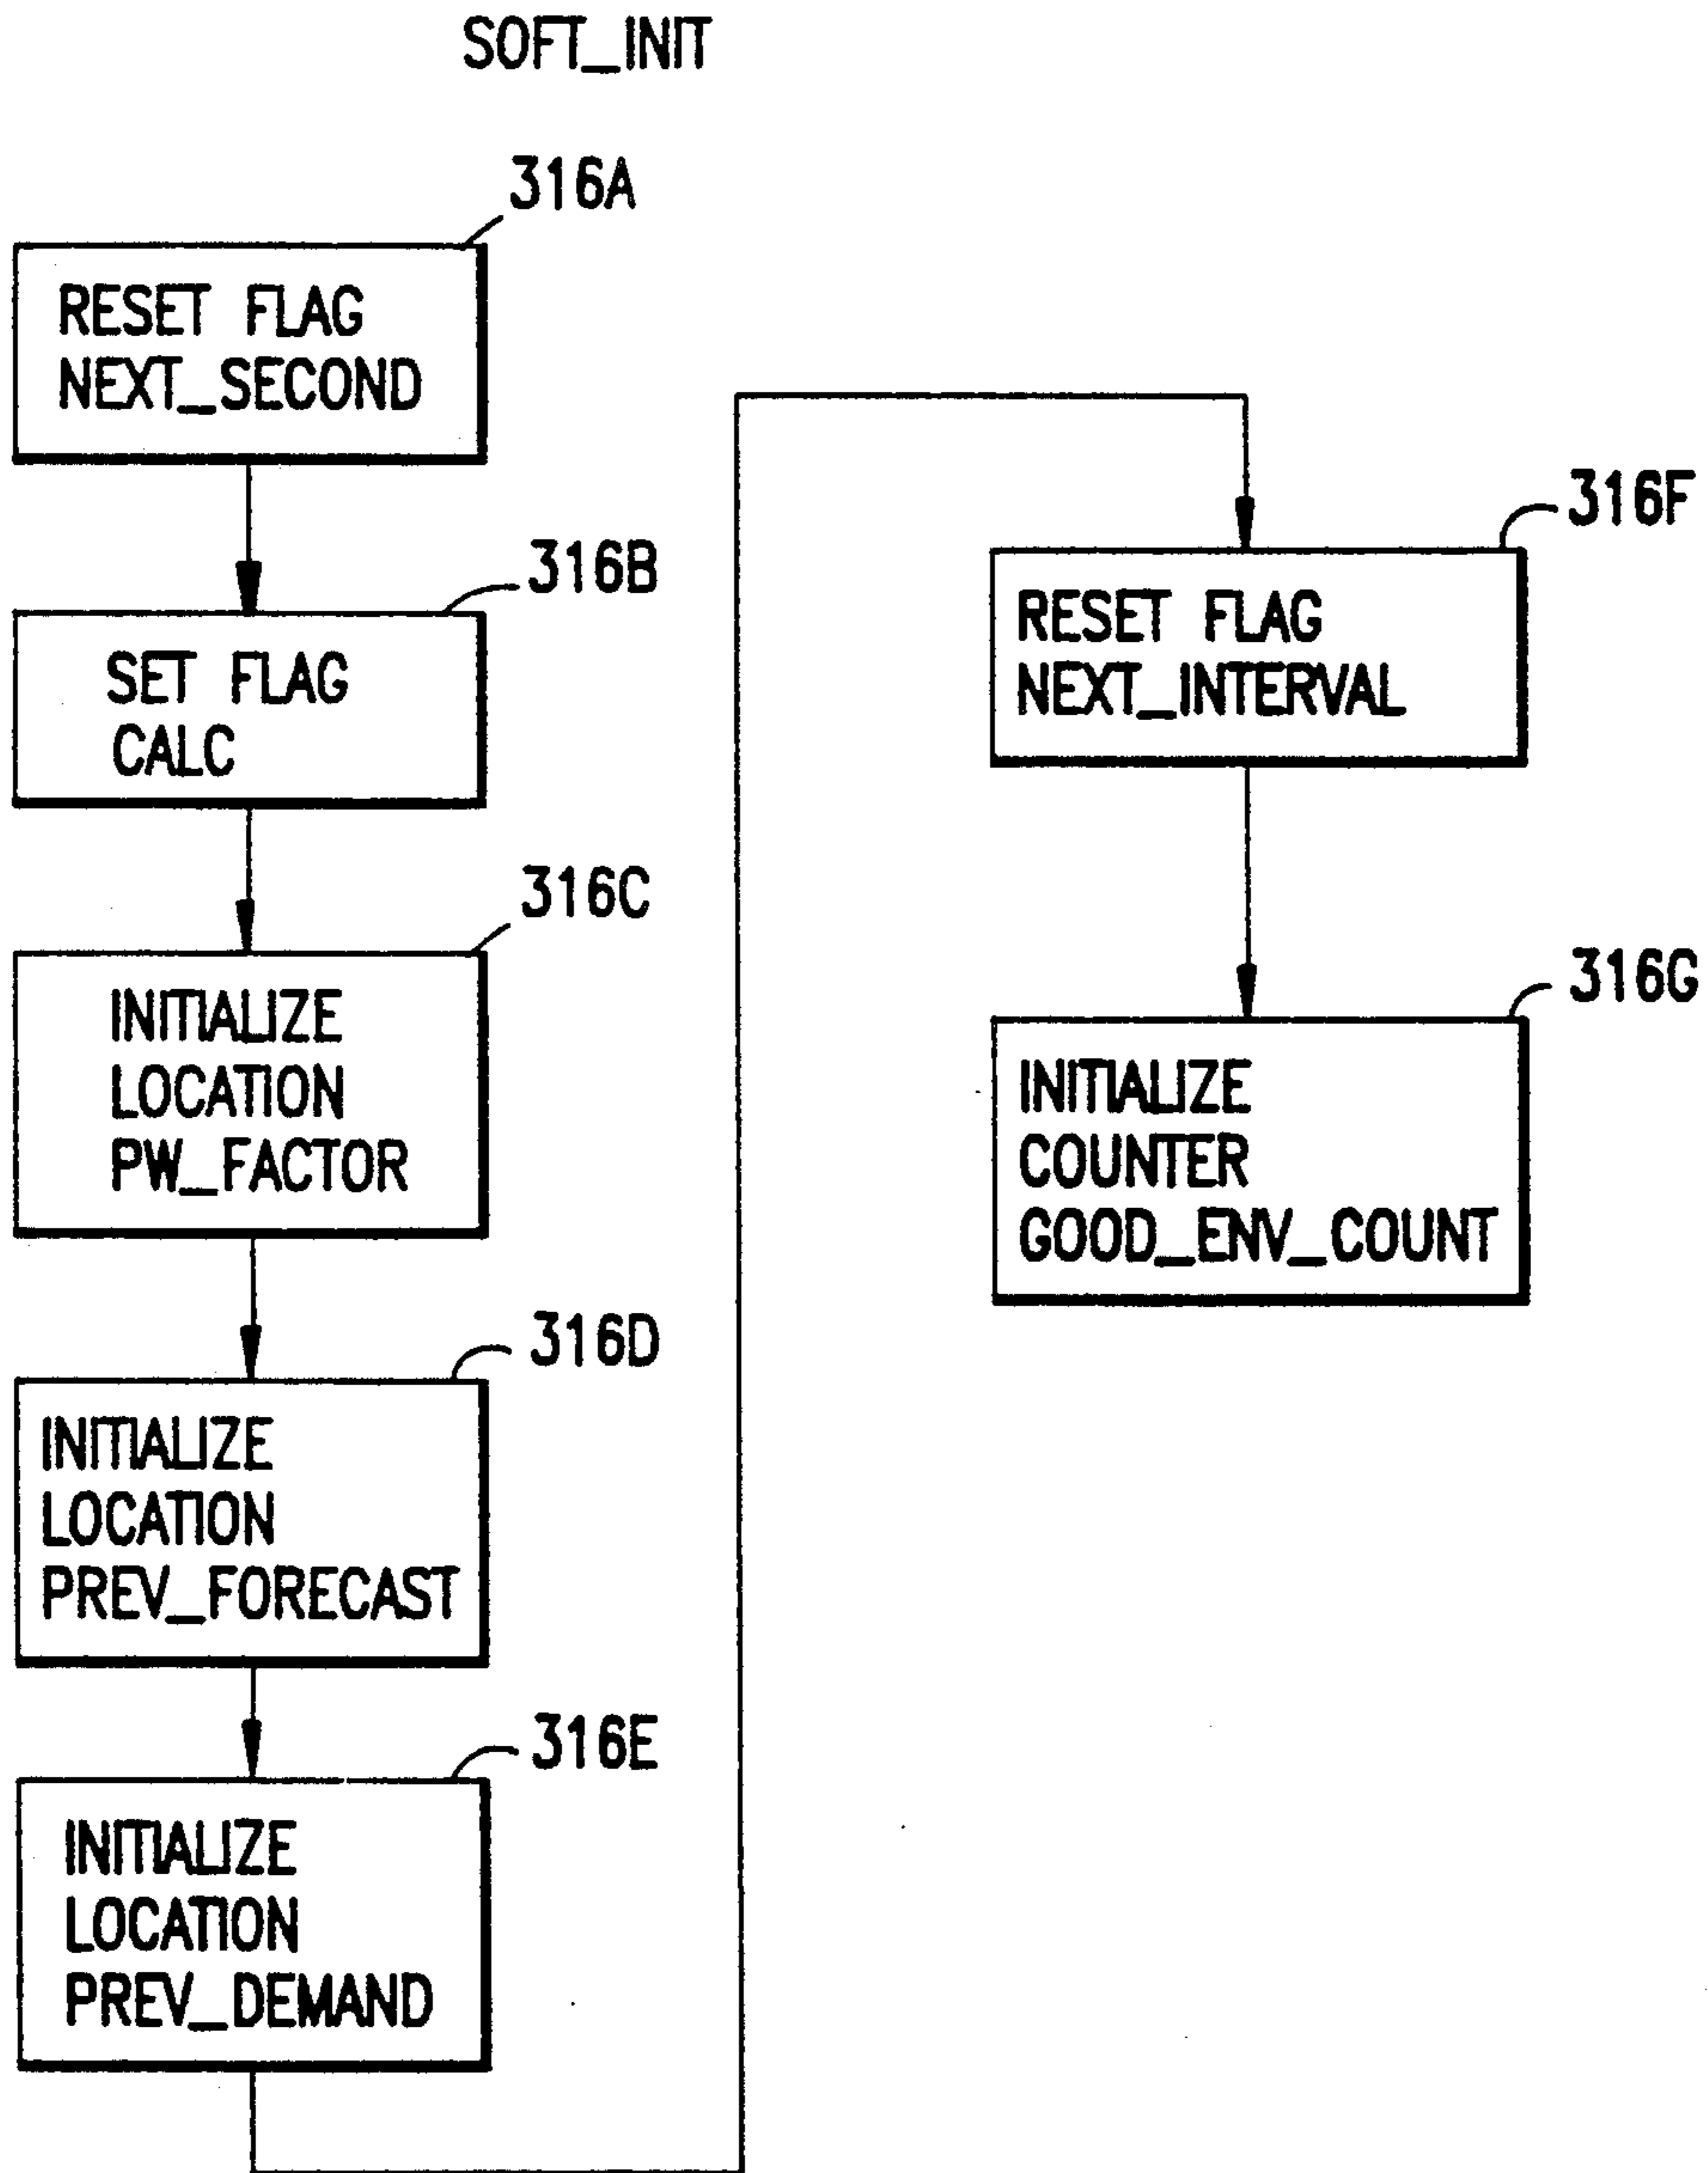 SOFT_INIT
316A
RESET FLAG
NEXT_SECOND
316B
SET FLAG
CALC
316C
INITIALIZE
LOCATION
PW_FACTOR
316D
INITIALIZE
LOCATION
PREV_FORECAST
316E
INITIALIZE
LOCATION
PREV_DEMAND
316F
RESET FLAG
NEXT_INTERVAL
316G
INITIALIZE
COUNTER
GOOD_ENV_COUNT